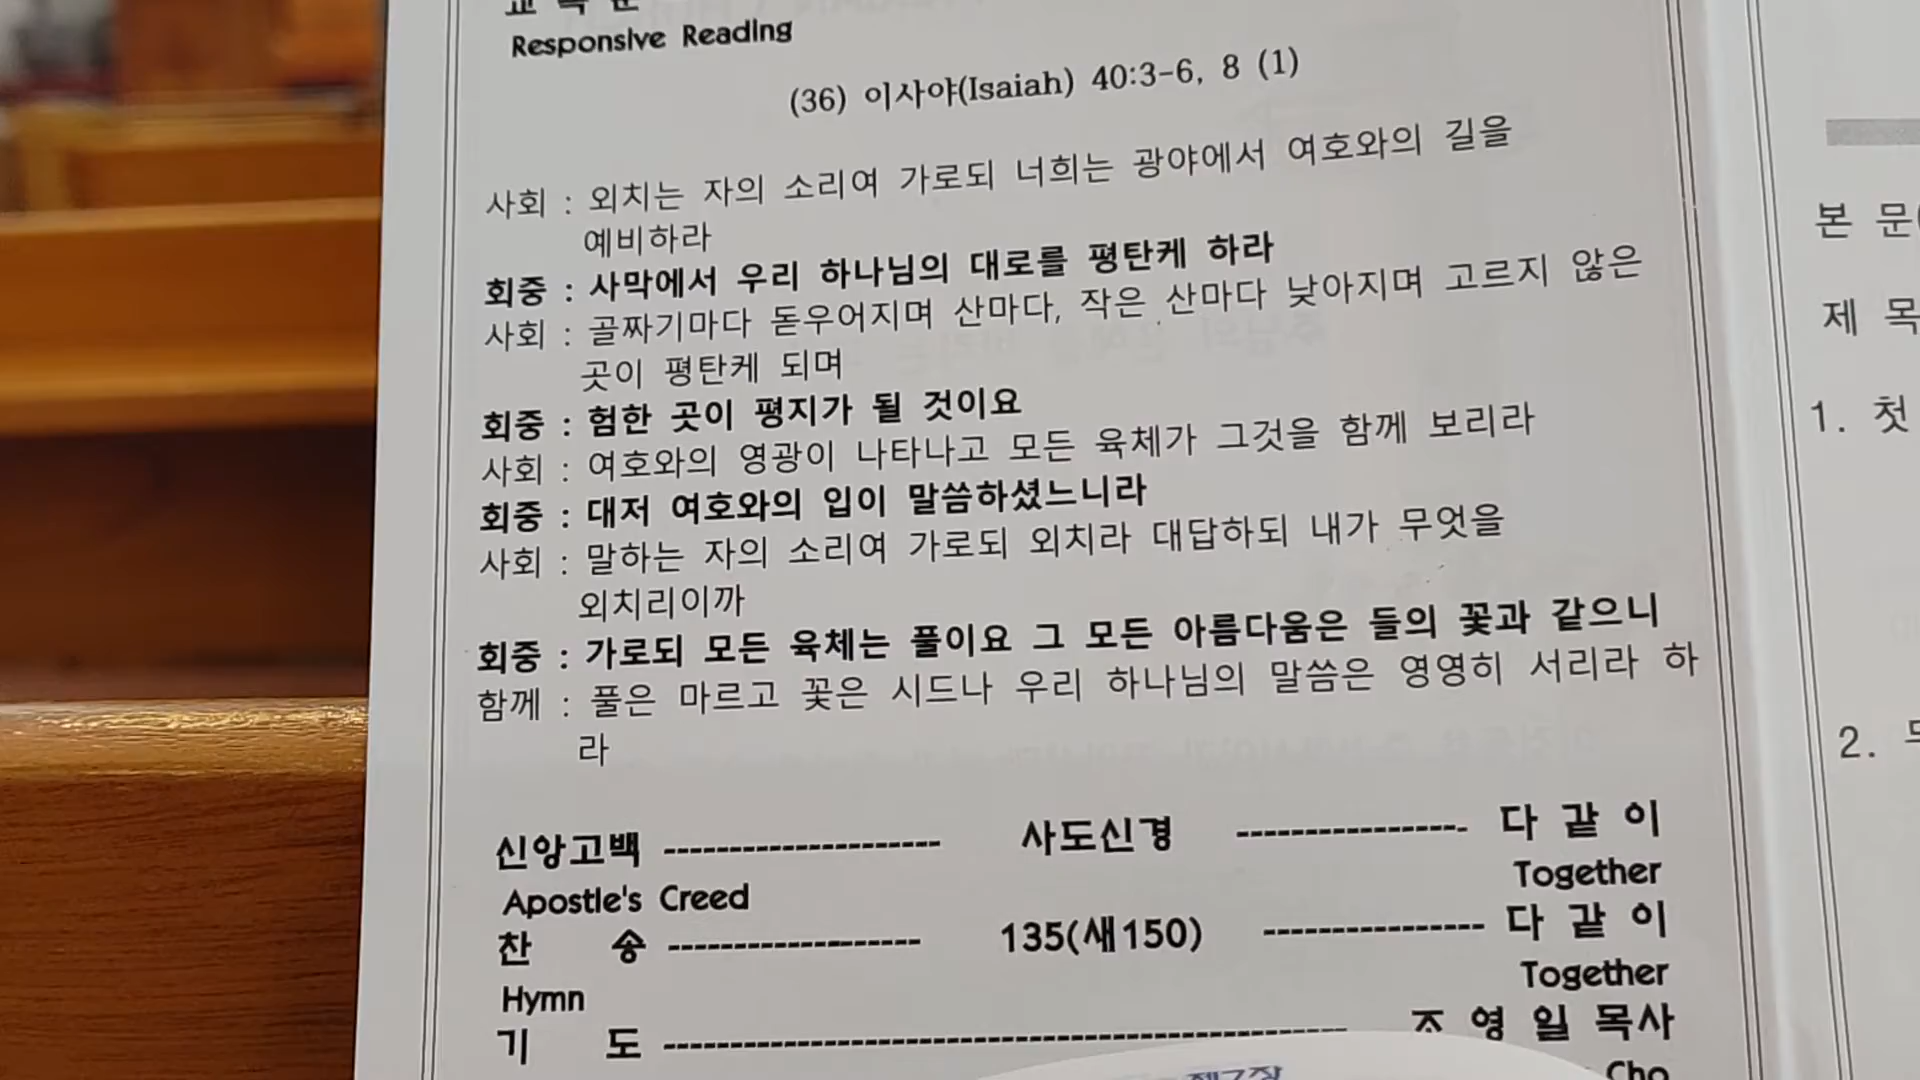 교 독 문
Responsive Reading
(36) 이사야(Isaiah) 40:3-6, 8 (1)
사회 : 외치는 자의 소리여 가로되 너희는 광야에서 여호와의 길을
예비하라
회중 : 사막에서 우리 하나님의 대로를 평탄케 하라
사회 : 골짜기마다 돋우어지며 산마다, 작은 산마다 낮아지며 고르지 않은
곳이 평탄케 되며
회중 : 험한 곳이 평지가 될 것이요
사회 : 여호와의 영광이 나타나고 모든 육체가 그것을 함께 보리라
회중 : 대저 여호와의 입이 말씀하셨느니라
사회 : 말하는 자의 소리여 가로되 외치라 대답하되 내가 무엇을
외치리이까
회중 : 가로되 모든 육체는 풀이요 그 모든 아름다움은 들의 꽃과 같으니
함께 : 풀은 마르고 꽃은 시드나 우리 하나님의 말씀은 영영히 서리라 하
라
신앙고백 --------------------- 사도신경 ----------------- 다 같 이
Apostle's Creed Together
찬 송 ------------------- 135(새150) ---------------- 다 같 이
Hymn Together
기 도 ---------------------------------------------------- 조 영 일 목사
Cho
본 문
제 목
1. 첫
2.